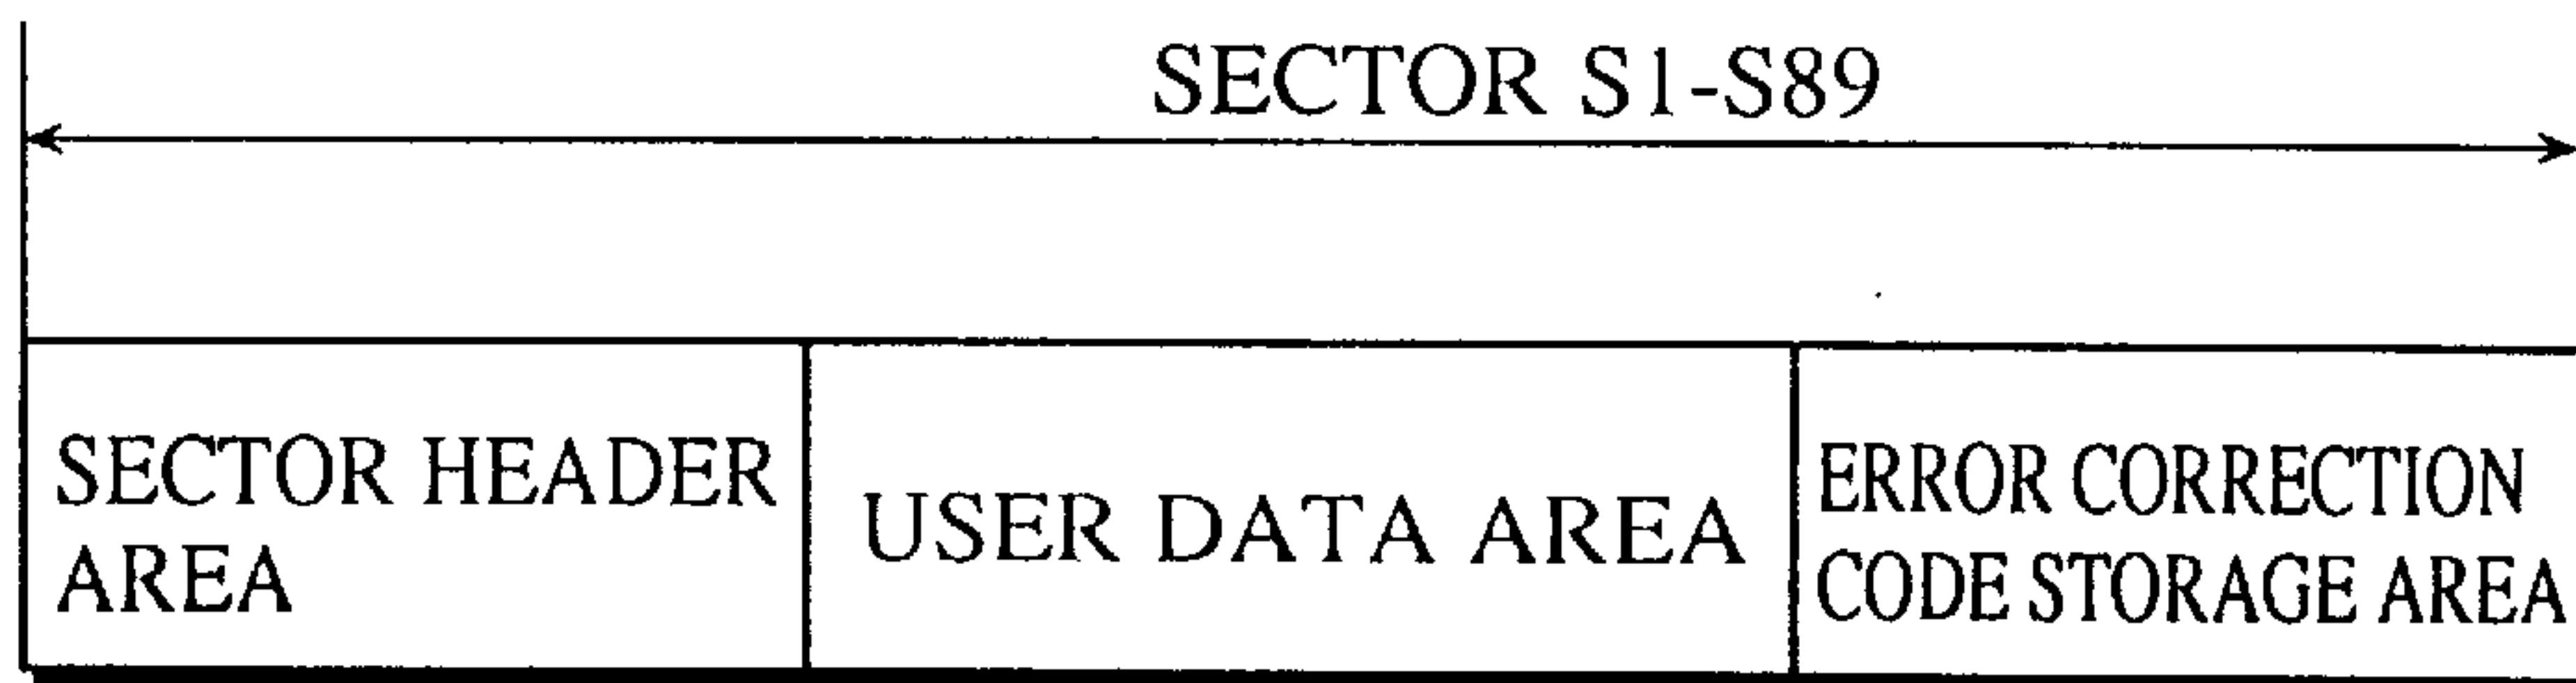 SECTOR S1-S89
SECTOR HEADER
AREA
USER DATA AREA
ERROR CORRECTION
CODE STORAGE AREA